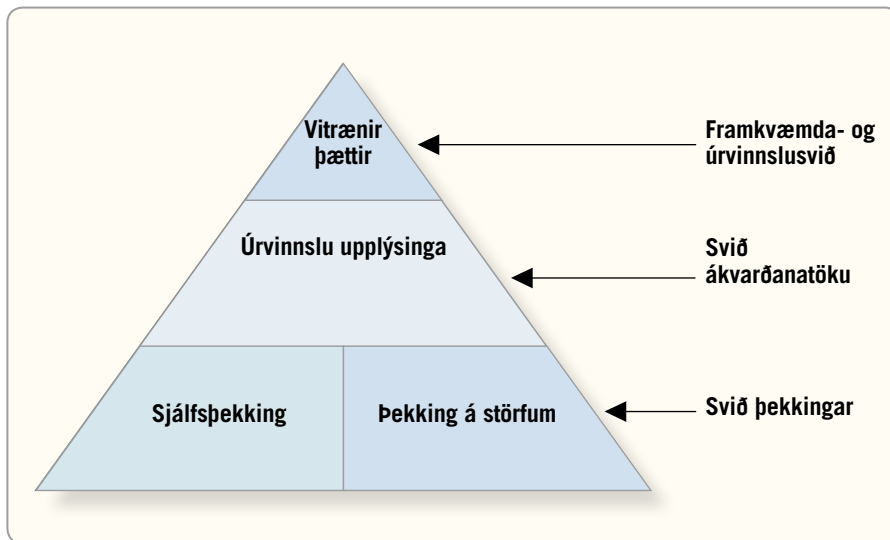 Vitrænir
þættir
Framkvæmda- og
úrvinnslusvið
Úrvinnslu upplýsinga
Svið
ákvarðanatöku
Sjálfsþekking
Þekking á störfum
Svið þekkingar